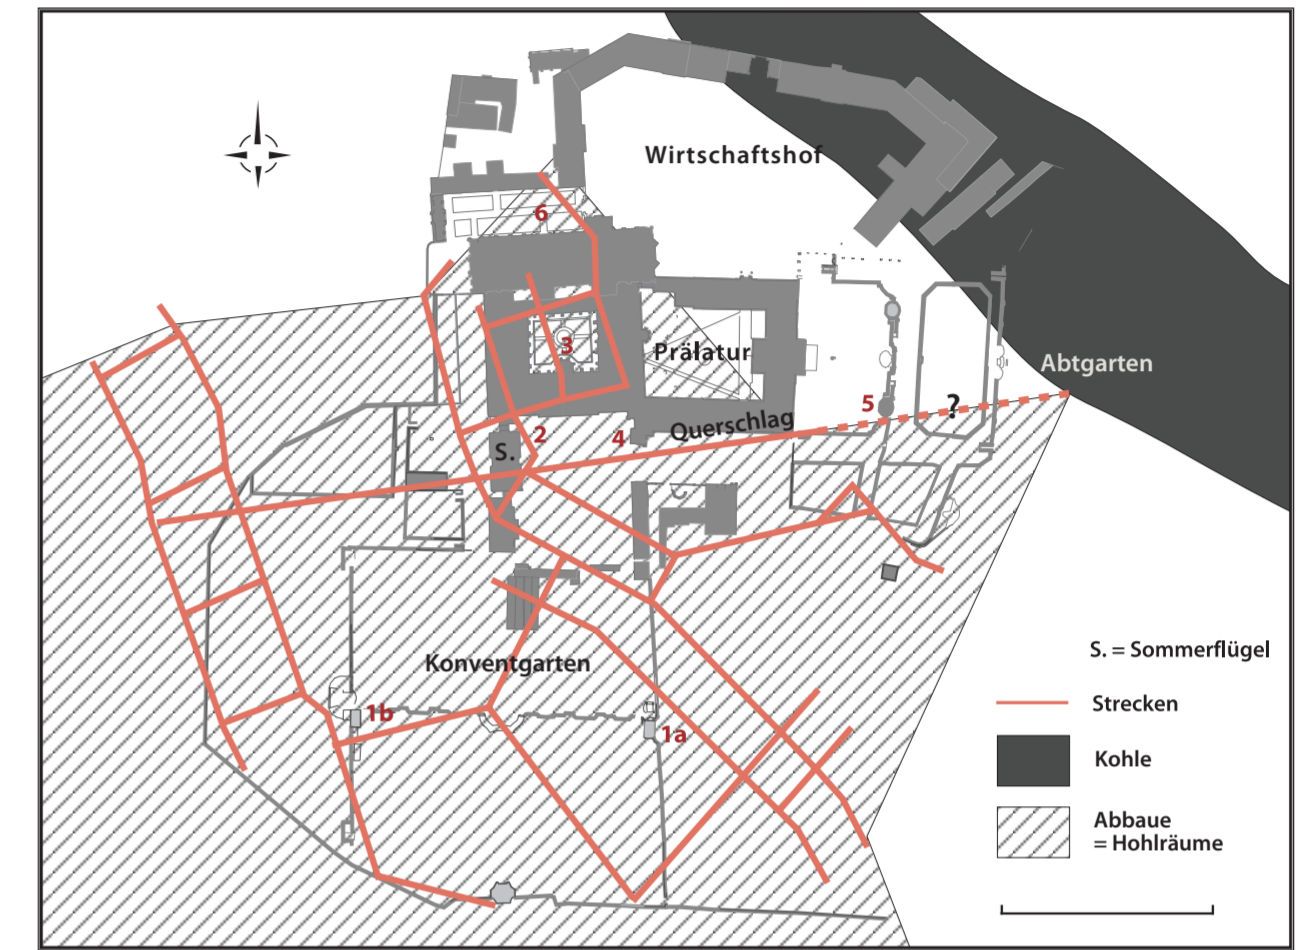 Wirtschaftshof
6
3
Prälatur
Abtgarten
5
?
2
4
Querschlag
S.
Konventgarten
1b
1a
S. = Sommerflügel
Strecken
Kohle
Abbaue
= Hohlräume